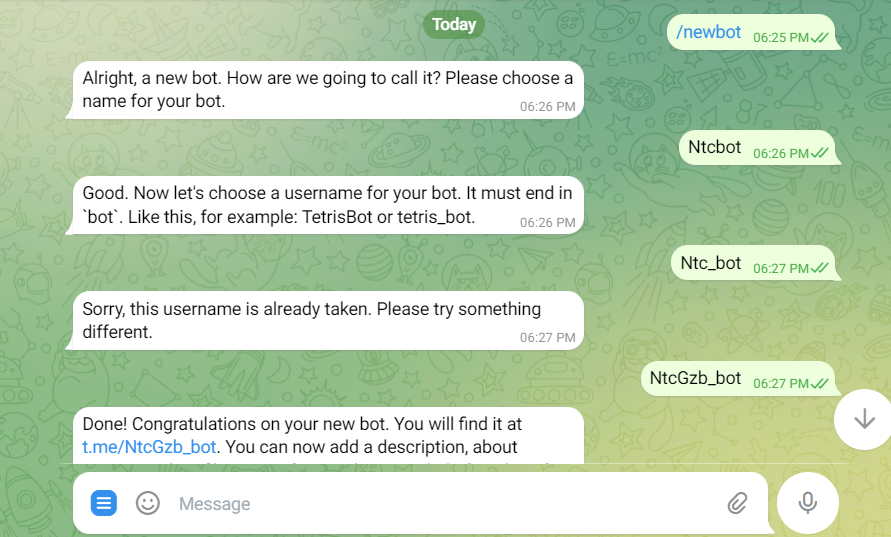 Today
/newbot 06:25 PM
Alright, a new bot. How are we going to call it? Please choose a
name for your bot.
06:26 PM
Ntcbot 06:26 PM
Good. Now let's choose a username for your bot. It must end in
`bot`. Like this, for example: TetrisBot or tetris_bot.
06:26 PM
Ntc_bot 06:27 PM
Sorry, this username is already taken. Please try something
different.
06:27 PM
NtcGzb_bot 06:27 PM
Done! Congratulations on your new bot. You will find it at
t.me/NtcGzb_bot. You can now add a description, about
Message